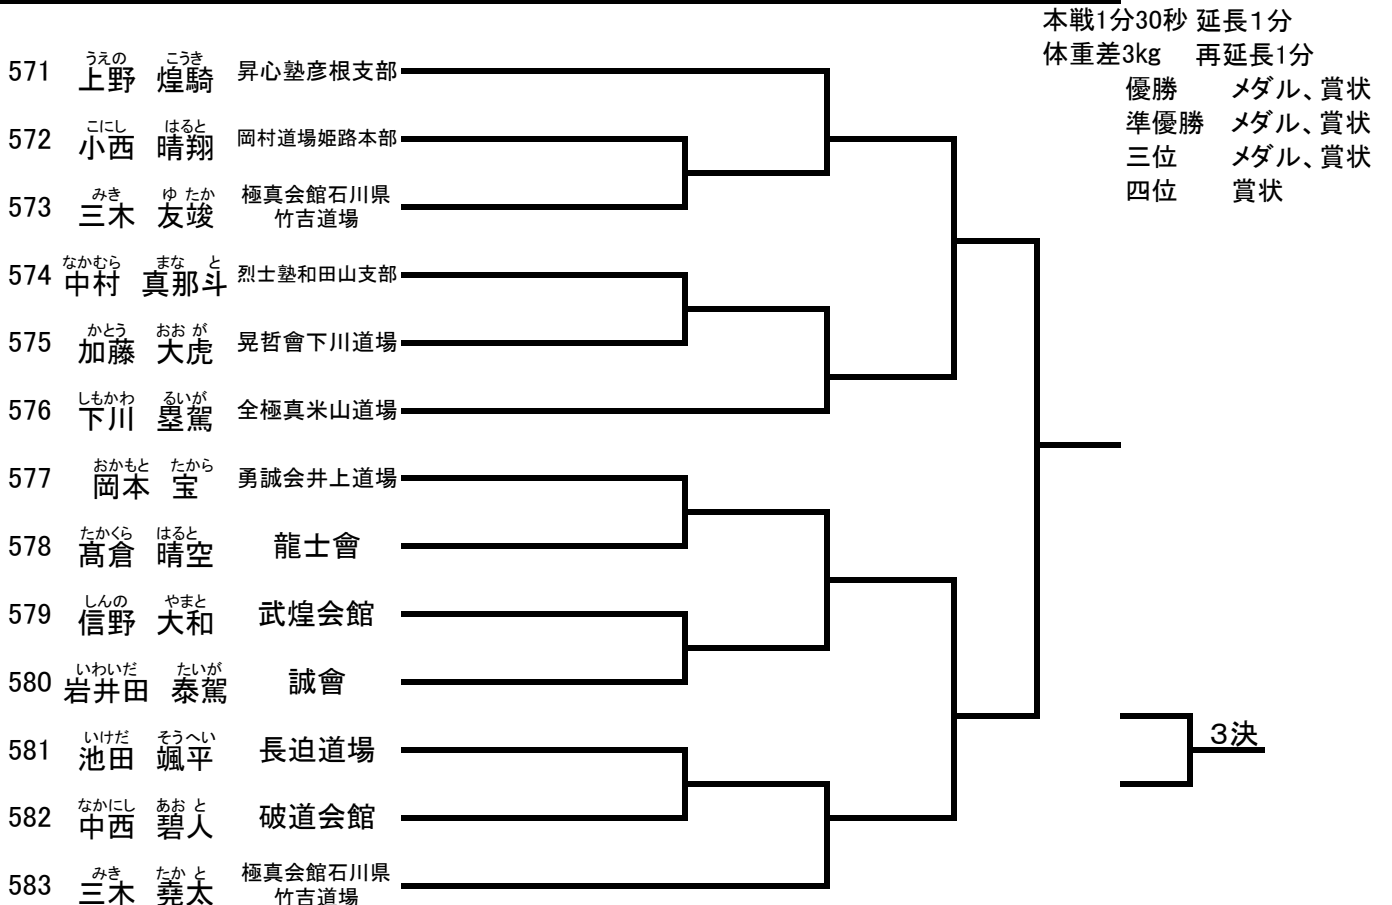 本戦1分30秒 延長1分
体重差3kg 再延長1分
優勝 メダル、賞状
準優勝 メダル、賞状
三位 メダル、賞状
四位 賞状
うえの こうき
571 上野 煌騎 昇心塾彦根支部
こにし はると
572 小西 晴翔 岡村道場姫路本部
みき ゆ たか
573 三木 友竣 極真会館石川県
竹吉道場
なかむら まな と
574 中村 真那斗 烈士塾和田山支部
かとう おお が
575 加藤 大虎 晃哲會下川道場
しもかわ るいが
576 下川 塁駕 全極真米山道場
おかもと たから
577 岡本 宝 勇誠会井上道場
たかくら はると
578 髙倉 晴空 龍士會
しんの やまと
579 信野 大和 武煌会館
いわいだ たいが
580 岩井田 泰駕 誠會
いけだ そうへい
581 池田 颯平 長迫道場
3決
なかにし あお と
582 中西 碧人 破道会館
みき たか と
583 三木 堯太 極真会館石川県
竹吉道場